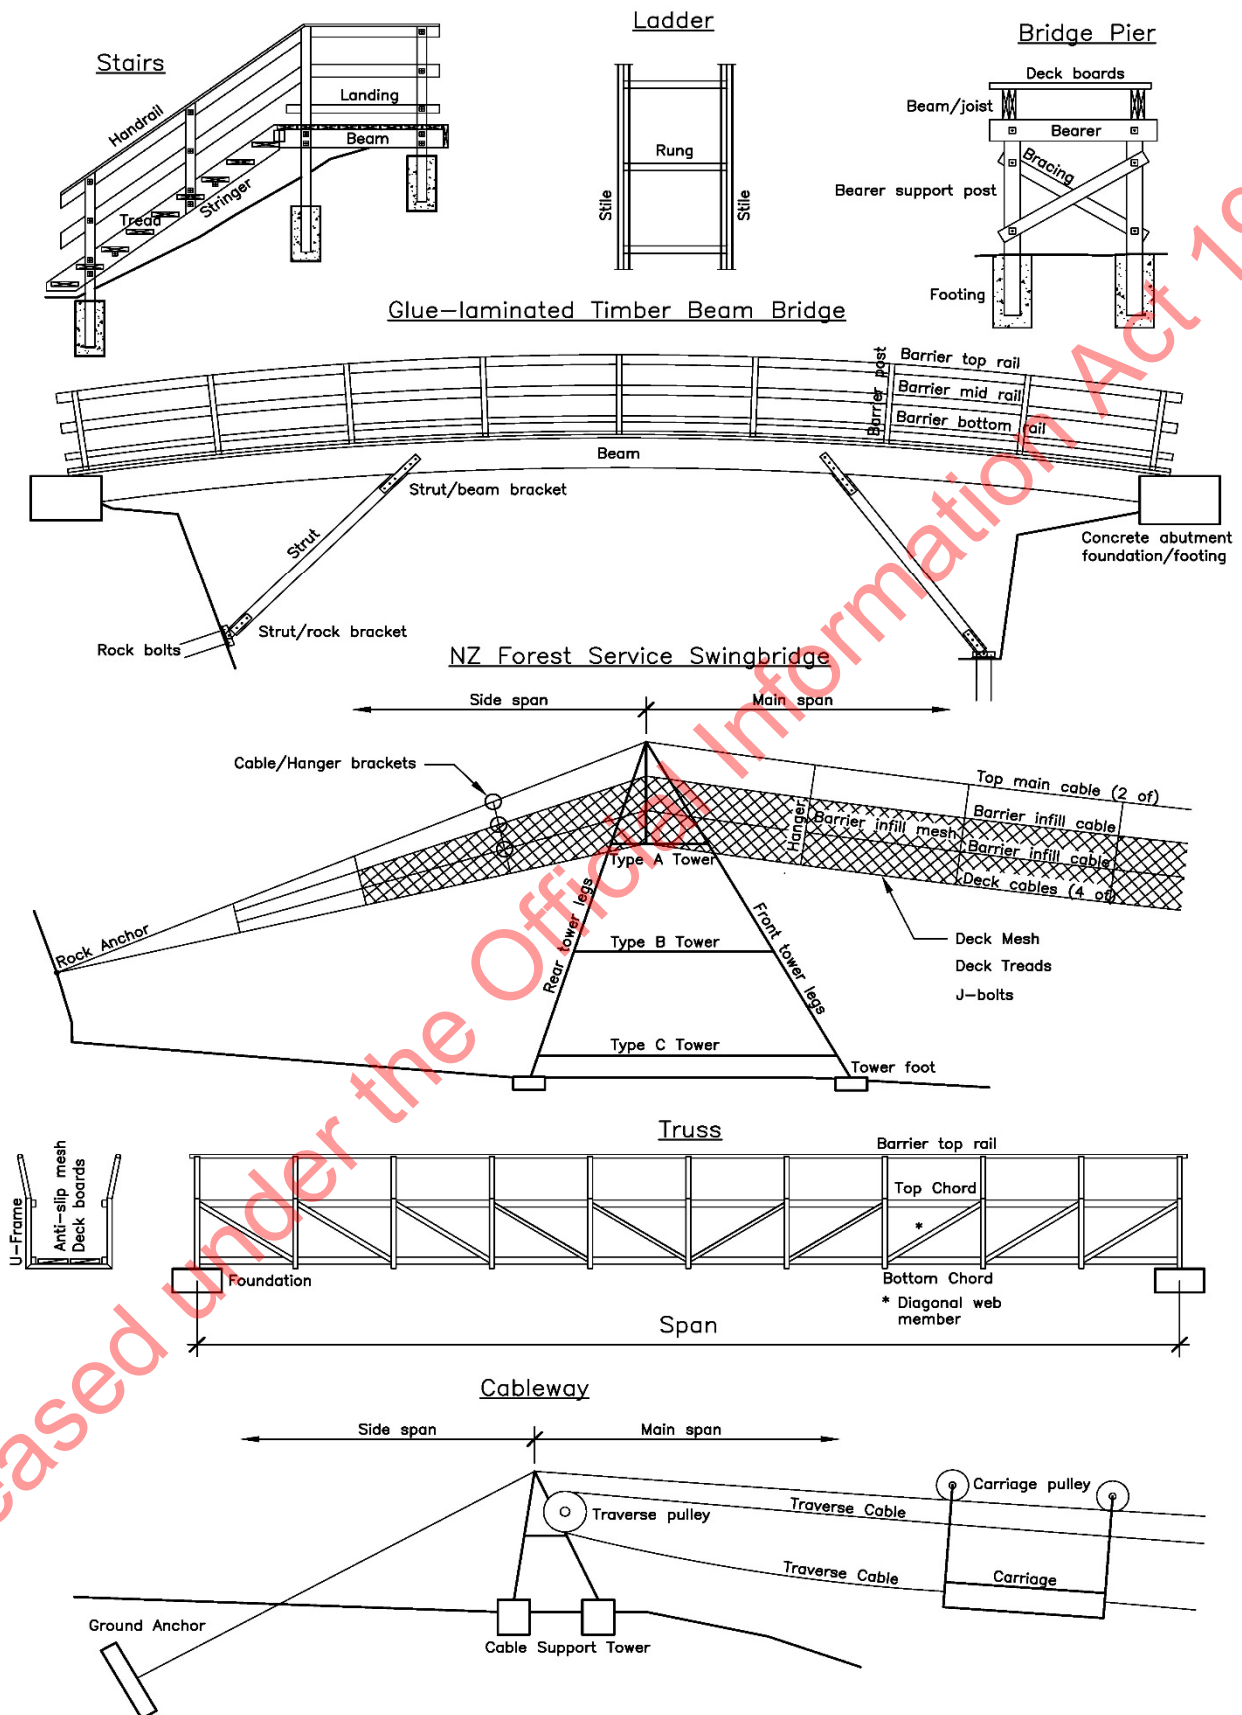 Stairs
Handrail
Landing
Beam
Tread
Stringer
Ladder
Rung
Stile
Stile
Bridge Pier
Deck boards
Beam/joist
Bearer
Bracing
Bearer support post
Footing
Glue-laminated Timber Beam Bridge
Barrier post
Barrier top rail
Barrier mid rail
Barrier bottom rail
Beam
Strut/beam bracket
Strut
Strut/rock bracket
Rock bolts
Concrete abutment
foundation/footing
NZ Forest Service Swingbridge
Side span
Main span
Cable/Hanger brackets
Top main cable (2 of)
Hanger
Barrier infill cable
Barrier infill mesh
Barrier infill cable
Deck cables (4 of)
Type A Tower
Rock Anchor
Rear tower legs
Front tower legs
Type B Tower
Deck Mesh
Deck Treads
J-bolts
Type C Tower
Tower foot
Truss
U-Frame
Anti-slip mesh
Deck boards
Barrier top rail
Top Chord
*
Foundation
Bottom Chord
* Diagonal web
member
Span
Cableway
Side span
Main span
Traverse pulley
Traverse Cable
Carriage pulley
Traverse Cable
Carriage
Ground Anchor
Cable Support Tower
eased under the Official Information Act 19